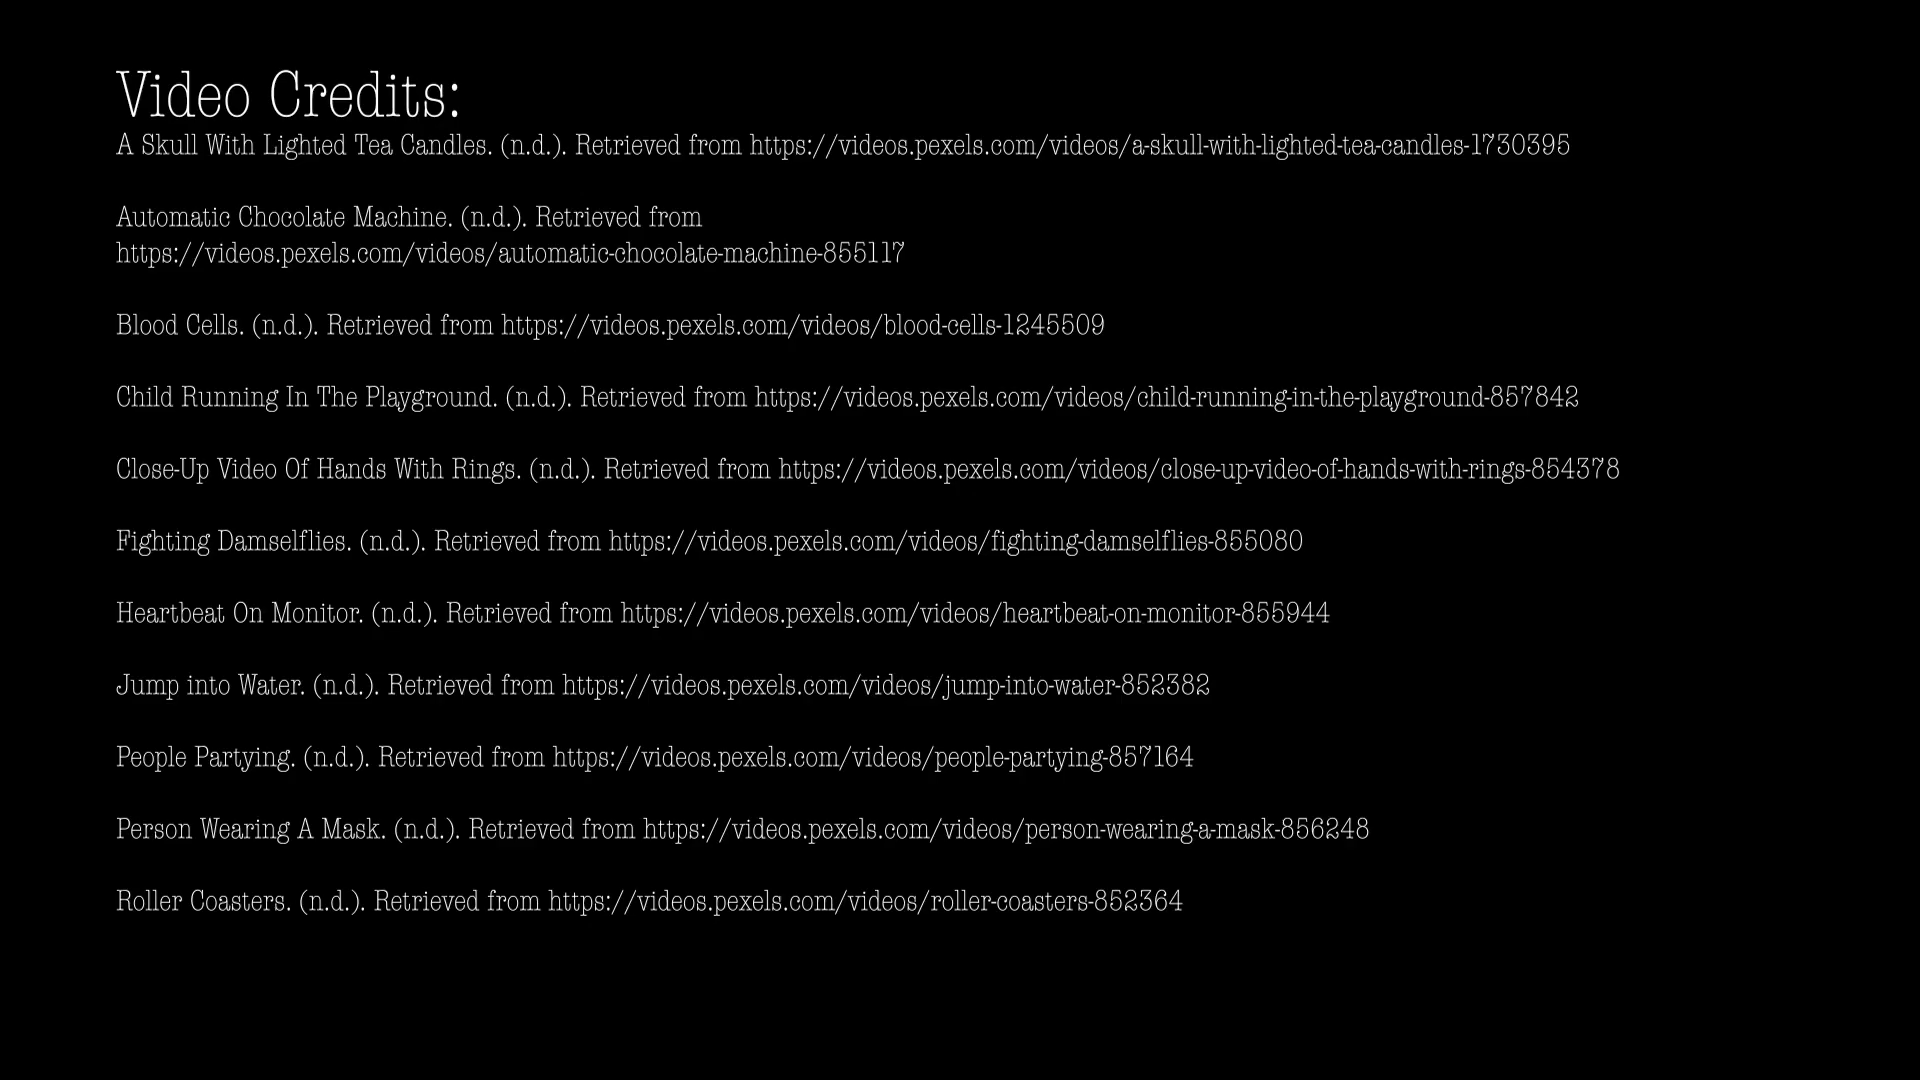 Video Credits:
A Skull With Lighted Tea Candles. (n.d.). Retrieved from https://videos.pexels.com/videos/a-skull-with-lighted-tea-candles-1730395
Automatic Chocolate Machine. (n.d.). Retrieved from
https://videos.pexels.com/videos/automatic-chocolate-machine-855117
Blood Cells. (n.d.). Retrieved from https://videos.pexels.com/videos/blood-cells-1245509
Child Running In The Playground. (n.d.). Retrieved from https://videos.pexels.com/videos/child-running-in-the-playground-857842
Close-Up Video Of Hands With Rings. (n.d.). Retrieved from https://videos.pexels.com/videos/close-up-video-of-hands-with-rings-854378
Fighting Damselflies. (n.d.). Retrieved from https://videos.pexels.com/videos/fighting-damselflies-855080
Heartbeat On Monitor. (n.d.). Retrieved from https://videos.pexels.com/videos/heartbeat-on-monitor-855944
Jump into Water. (n.d.). Retrieved from https://videos.pexels.com/videos/jump-into-water-852382
People Partying. (n.d.). Retrieved from https://videos.pexels.com/videos/people-partying-857164
Person Wearing A Mask. (n.d.). Retrieved from https://videos.pexels.com/videos/person-wearing-a-mask-856248
Roller Coasters. (n.d.). Retrieved from https://videos.pexels.com/videos/roller-coasters-852364